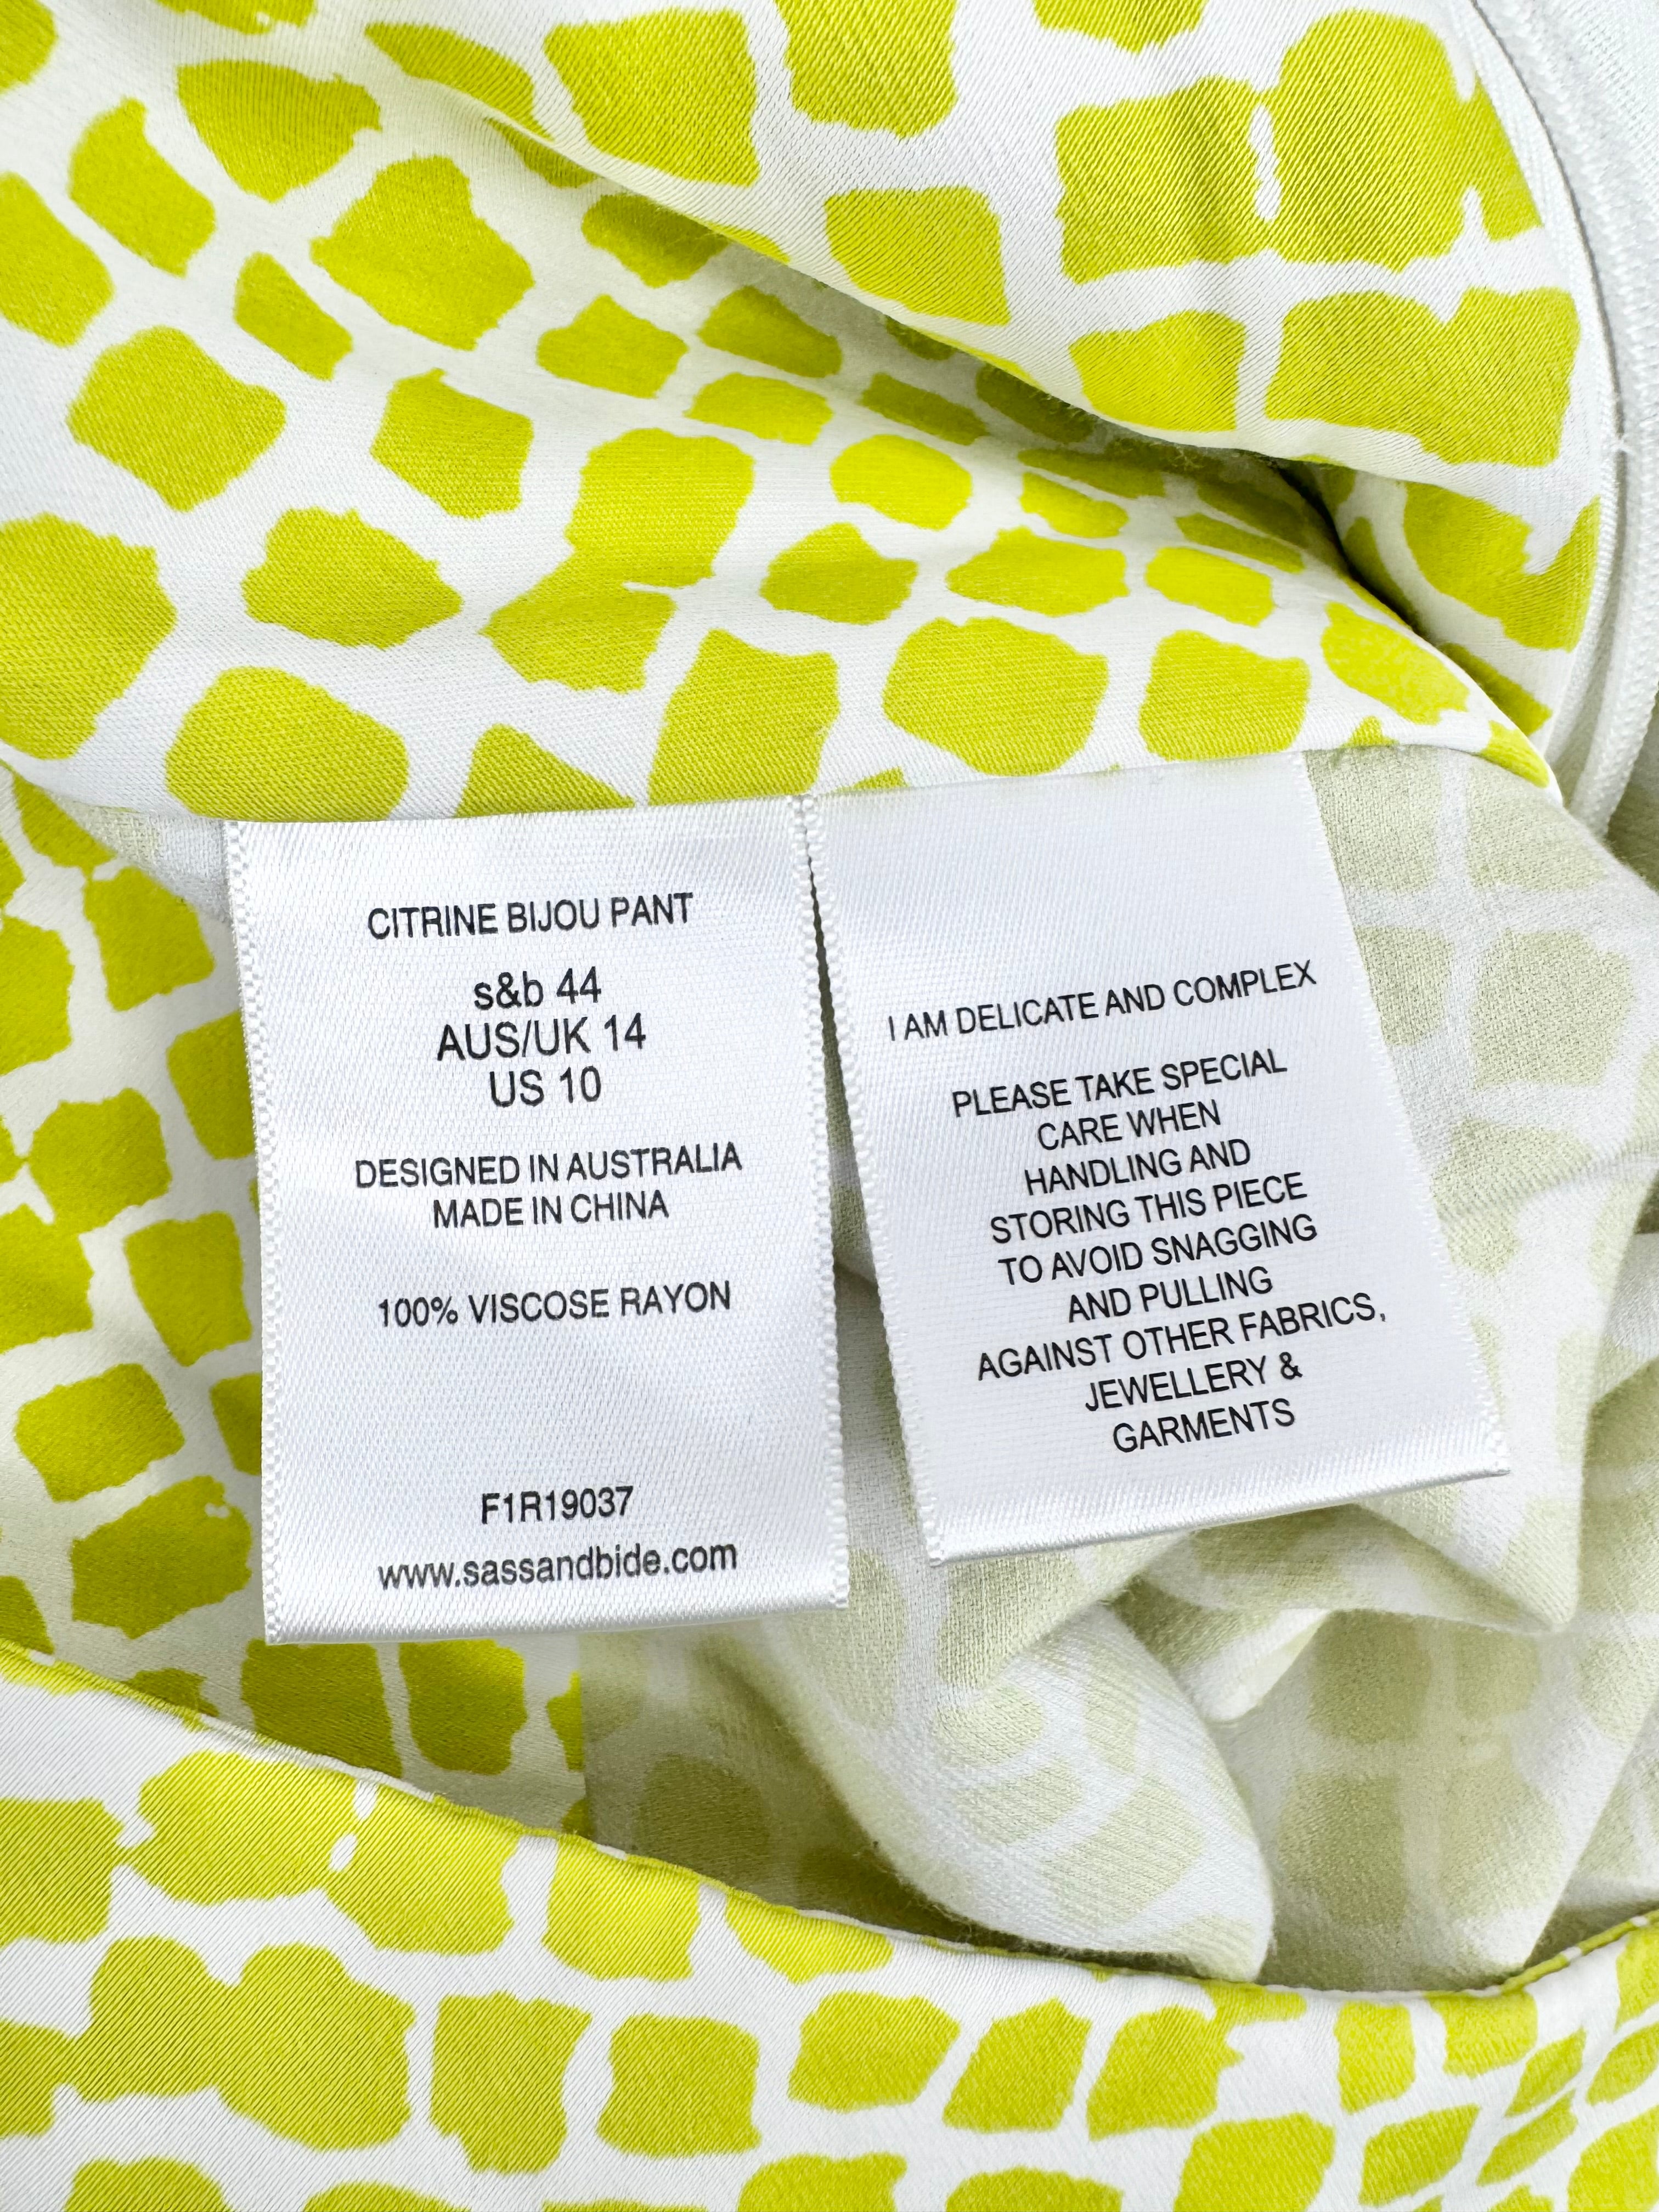 CITRINE BIJOU PANT
s&b 44
AUS/UK 14
US 10
DESIGNED IN AUSTRALIA
MADE IN CHINA
100% VISCOSE RAYON
F1R19037
www.sassandbide.com
I AM DELICATE AND COMPLEX
PLEASE TAKE SPECIAL
CARE WHEN
HANDLING AND
STORING THIS PIECE
TO AVOID SNAGGING
AND PULLING
AGAINST OTHER FABRICS,
JEWELLERY &
GARMENTS